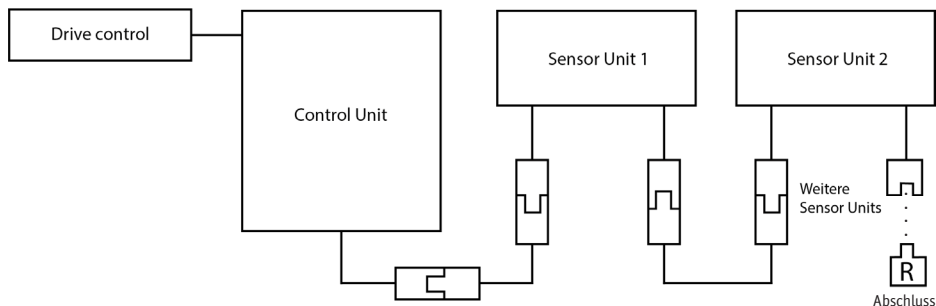 Drive control
Control Unit
Sensor Unit 1
Sensor Unit 2
Weitere
Sensor Units
R
Abschluss